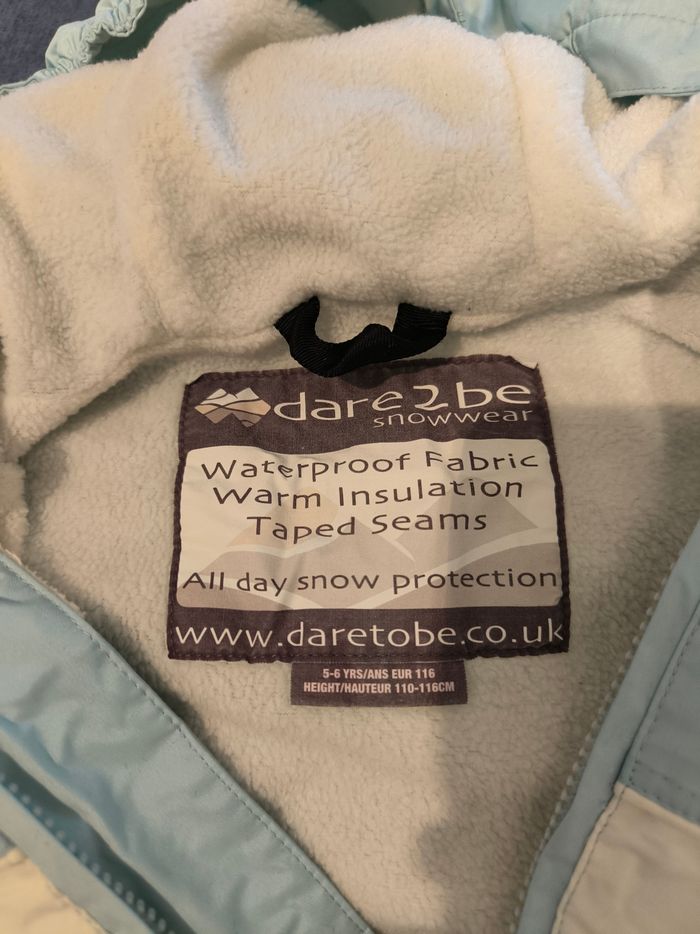 dare2be
snowwear
Waterproof Fabric
Warm Insulation
Taped Seams
All day snow protection
www.daretobe.co.uk
5-6 YRS/ANS EUR 116
HEIGHT/HAUTEUR 110-116CM